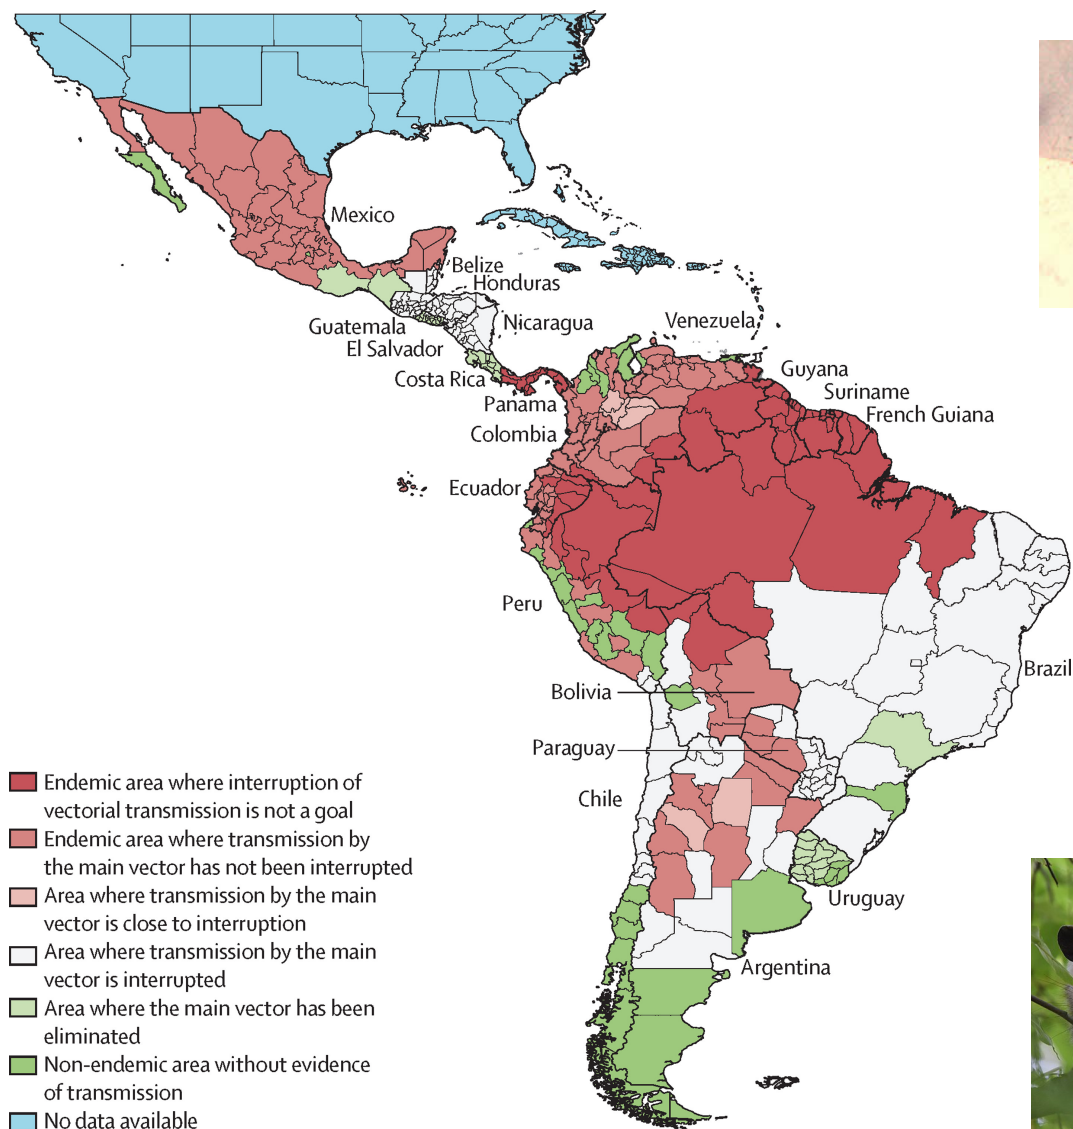 Mexico
Belize
Honduras
Guatemala
Nicaragua
El Salvador
Costa Rica
Venezuela
Panama
Guyana
Suriname
French Guiana
Colombia
Ecuador
Peru
Brazil
Bolivia
Paraguay
Chile
Uruguay
Argentina
Endemic area where interruption of
vectorial transmission is not a goal
Endemic area where transmission by
the main vector has not been interrupted
Area where transmission by the main
vector is close to interruption
Area where transmission by the main
vector is interrupted
Area where the main vector has been
eliminated
Non-endemic area without evidence
of transmission
No data available